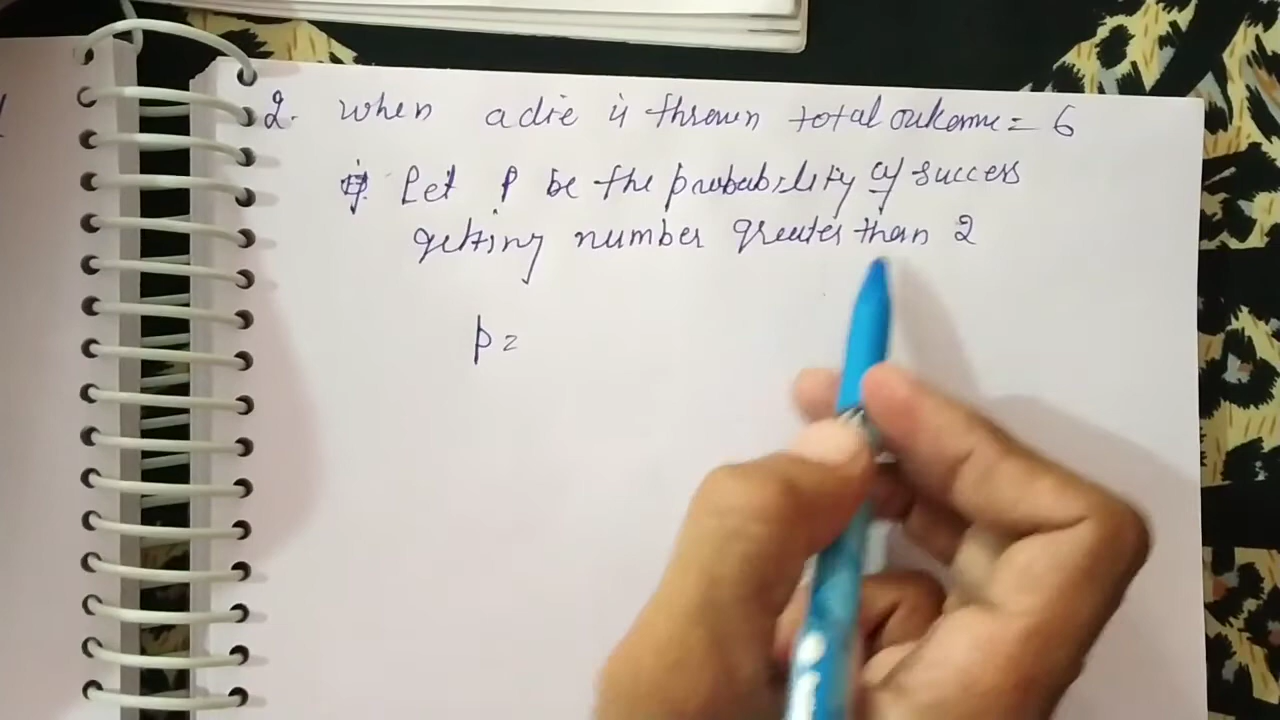 2. When a die is thrown total outcome = 6
i). Let P be the probability of success
getting number greater than 2
p =